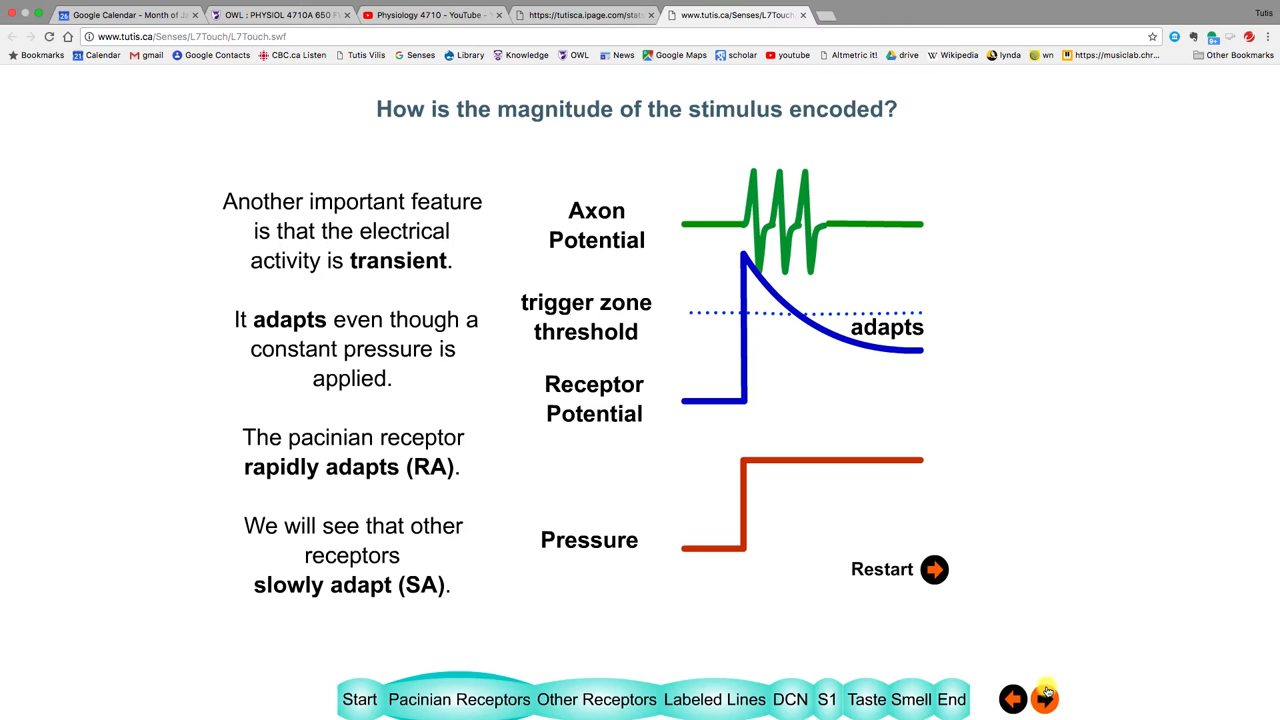 Google Calendar - Month of Ja
OWL : PHYSIOL 4710A 650 F
Physiology 4710 - YouTube -
https://tutisca.ipage.com/stats
www.tutis.ca/Senses/L7Touch/
Tutis
www.tutis.ca/Senses/L7Touch/L7Touch.swf
Bookmarks Calendar gmail Google Contacts CBC.ca Listen Tutis Vilis Senses Library Knowledge OWL News Google Maps scholar youtube Altmetric it! drive Wikipedia lynda wn https://musiclab.chr... Other Bookmarks
How is the magnitude of the stimulus encoded?
Another important feature
is that the electrical
activity is transient.
It adapts even though a
constant pressure is
applied.
The pacinian receptor
rapidly adapts (RA).
We will see that other
receptors
slowly adapt (SA).
Axon
Potential
trigger zone
threshold
adapts
Receptor
Potential
Pressure
Restart
Start Pacinian Receptors Other Receptors Labeled Lines DCN S1 Taste Smell End